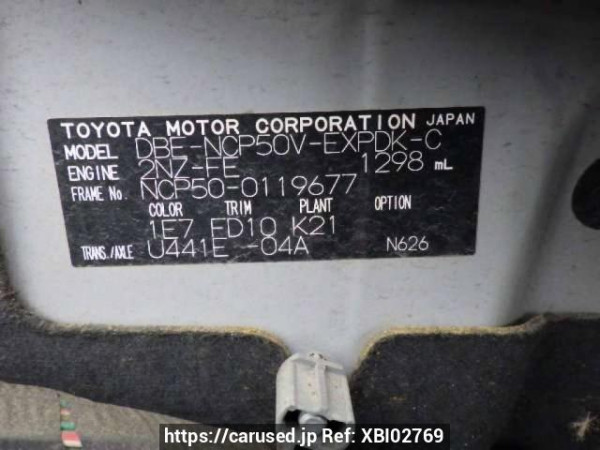 TOYOTA MOTOR CORPORATION JAPAN
MODEL DBE-NCP50V-EXPDK-C
ENGINE 2NZ-FE 1298 mL
FRAME No. NCP50-0119677
COLOR TRIM PLANT OPTION
1E7 FD10 K21
TRANS./AXLE U441E -04A N626
https://carused.jp Ref: XBI02769